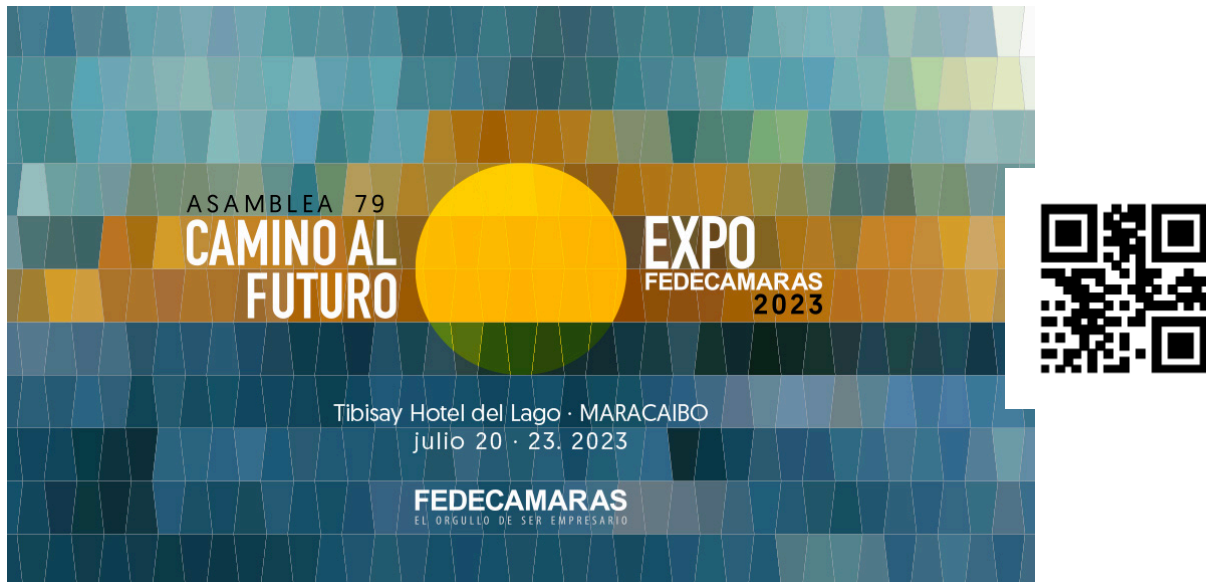 ASAMBLEA 79
CAMINO AL
FUTURO
EXPO
FEDECAMARAS
2023
Tibisay Hotel del Lago · MARACAIBO
julio 20 · 23. 2023
FEDECAMARAS
EL ORGULLO DE SER EMPRESARIO